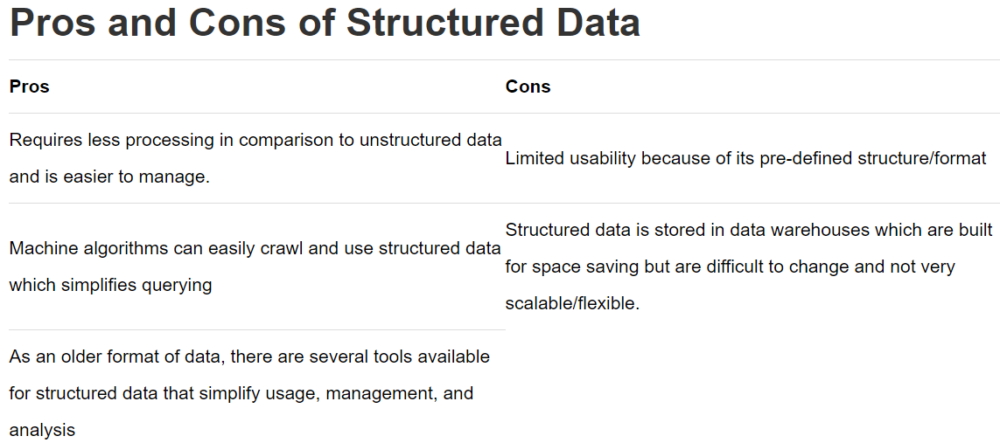 Pros and Cons of Structured Data
Pros
Cons
Requires less processing in comparison to unstructured data
and is easier to manage.
Limited usability because of its pre-defined structure/format
Machine algorithms can easily crawl and use structured data
which simplifies querying
Structured data is stored in data warehouses which are built
for space saving but are difficult to change and not very
scalable/flexible.
As an older format of data, there are several tools available
for structured data that simplify usage, management, and
analysis